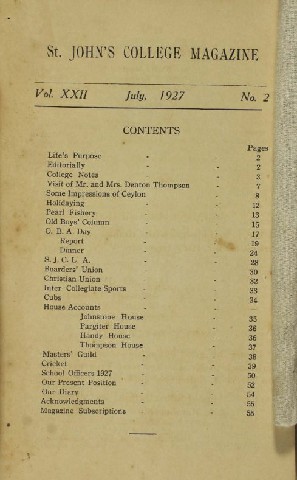 St. JOHN'S COLLEGE MAGAZINE
Vol. XXII July, 1927 No. 2
CONTENTS
Pages
Life's Purpose - 2
Editorially - 2
College Notes - 3
Visit of Mr. and Mrs. Denton Thompson - 7
Some Impressions of Ceylon - 8
Holidaying - 12
Pearl Fishery - 13
Old Boys' Column - 15
O. B. A. Day - 17
Report - 19
Dinner - 24
S. J. C. L. A. - 28
Boarders' Union - 30
Christian Union - 32
Inter Collegiate Sports - 33
Cubs - 34
House Accounts -
Johnstone House - 35
Pargiter House - 36
Handy House - 36
Thompson House - 37
Masters' Guild - 38
Cricket - 39
School Officers 1927 - 50
Our Present Position - 52
Our Diary - 54
Acknowledgments - 55
Magazine Subscriptions - 55